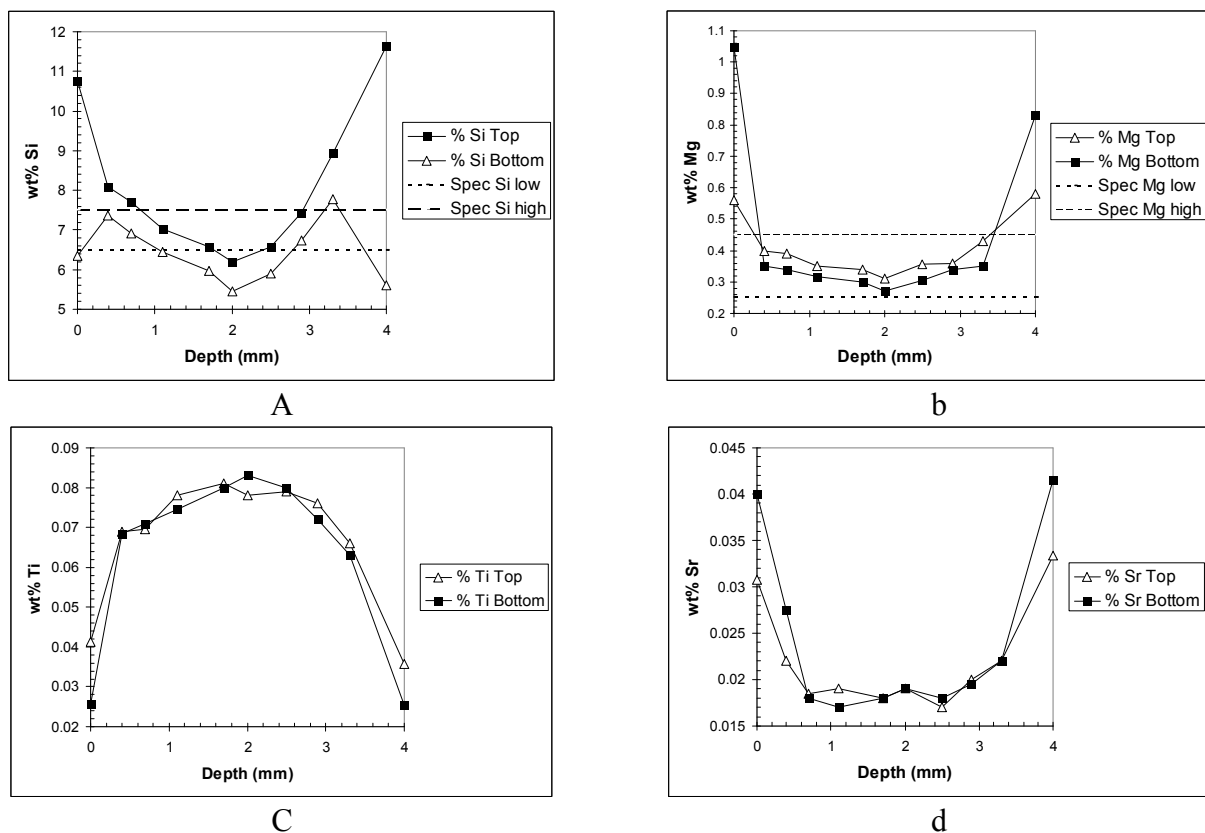 12
11
10
9
8
7
6
5
wt% Si
0 1 2 3 4
Depth (mm)
% Si Top
% Si Bottom
Spec Si low
Spec Si high
A
1.1
1
0.9
0.8
0.7
0.6
0.5
0.4
0.3
0.2
wt% Mg
0 1 2 3 4
Depth (mm)
% Mg Top
% Mg Bottom
Spec Mg low
Spec Mg high
b
0.09
0.08
0.07
0.06
0.05
0.04
0.03
0.02
wt% Ti
0 1 2 3 4
Depth (mm)
% Ti Top
% Ti Bottom
C
0.045
0.04
0.035
0.03
0.025
0.02
0.015
wt% Sr
0 1 2 3 4
Depth (mm)
% Sr Top
% Sr Bottom
d